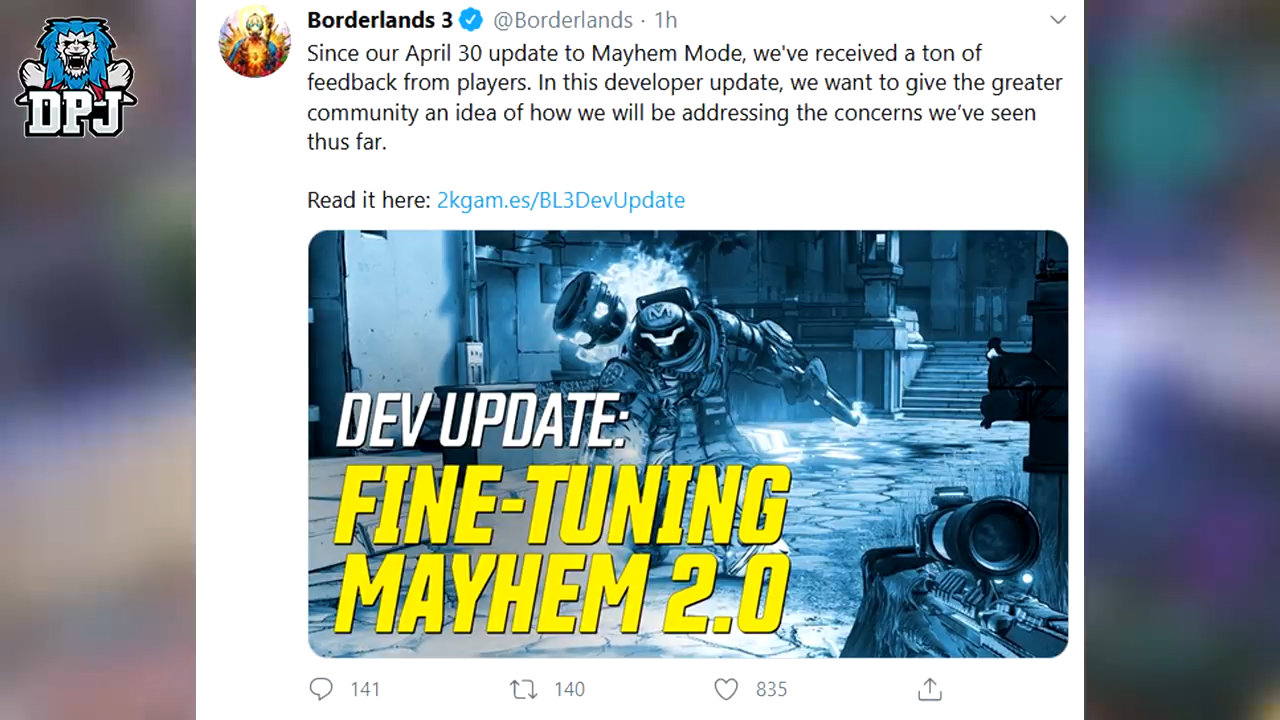 DPJ
Borderlands 3 @Borderlands · 1h
Since our April 30 update to Mayhem Mode, we've received a ton of
feedback from players. In this developer update, we want to give the greater
community an idea of how we will be addressing the concerns we’ve seen
thus far.
Read it here: 2kgam.es/BL3DevUpdate
DEV UPDATE:
FINE-TUNING
MAYHEM 2.0
141 140 835